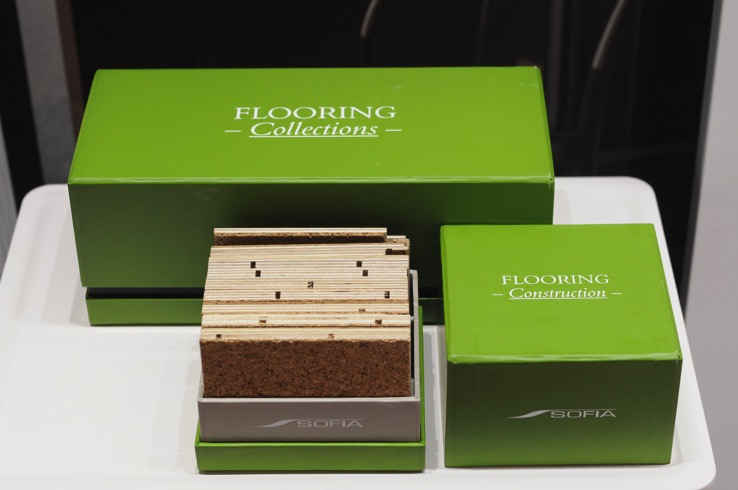 FLOORING
– Collections –
FLOORING
– Construction –
SOFIA
SOFIA